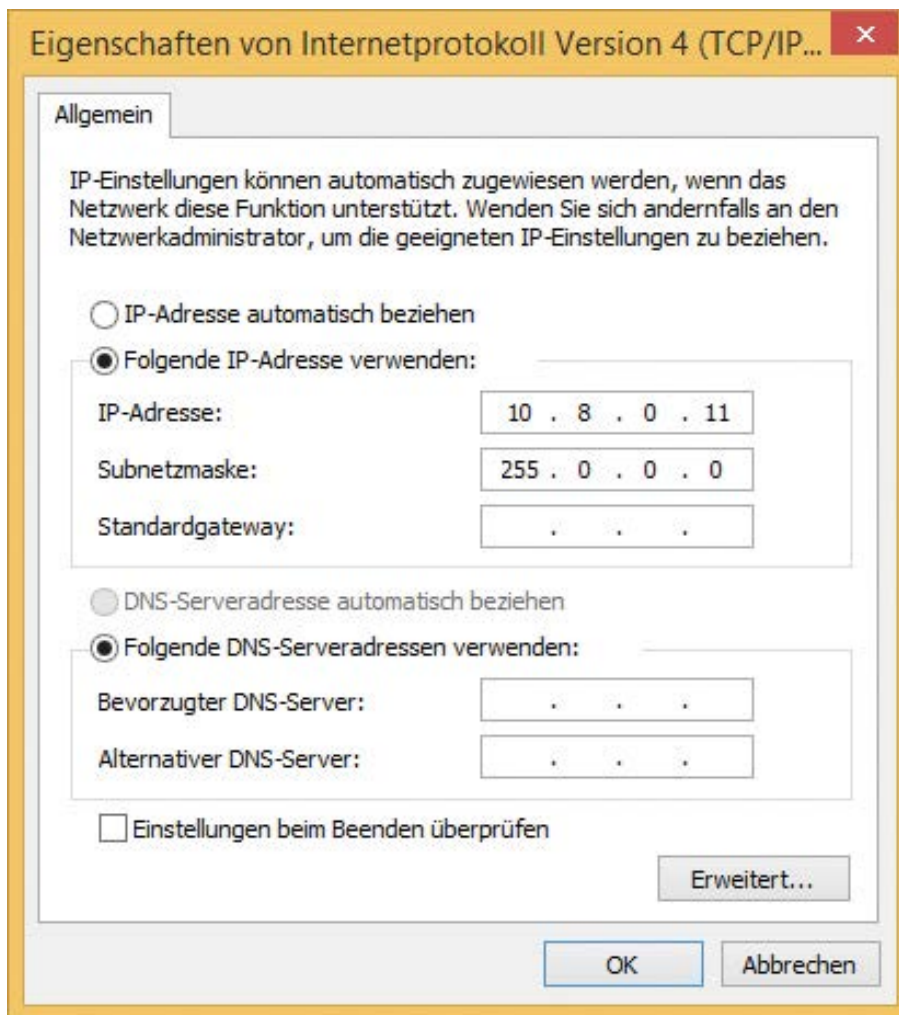 Eigenschaften von Internetprotokoll Version 4 (TCP/IP...
Allgemein
IP-Einstellungen können automatisch zugewiesen werden, wenn das
Netzwerk diese Funktion unterstützt. Wenden Sie sich andernfalls an den
Netzwerkadministrator, um die geeigneten IP-Einstellungen zu beziehen.
IP-Adresse automatisch beziehen
Folgende IP-Adresse verwenden:
IP-Adresse: 10 . 8 . 0 . 11
Subnetzmaske: 255 . 0 . 0 . 0
Standardgateway: . . .
DNS-Serveradresse automatisch beziehen
Folgende DNS-Serveradressen verwenden:
Bevorzugter DNS-Server: . . .
Alternativer DNS-Server: . . .
Einstellungen beim Beenden überprüfen
Erweitert...
OK Abbrechen